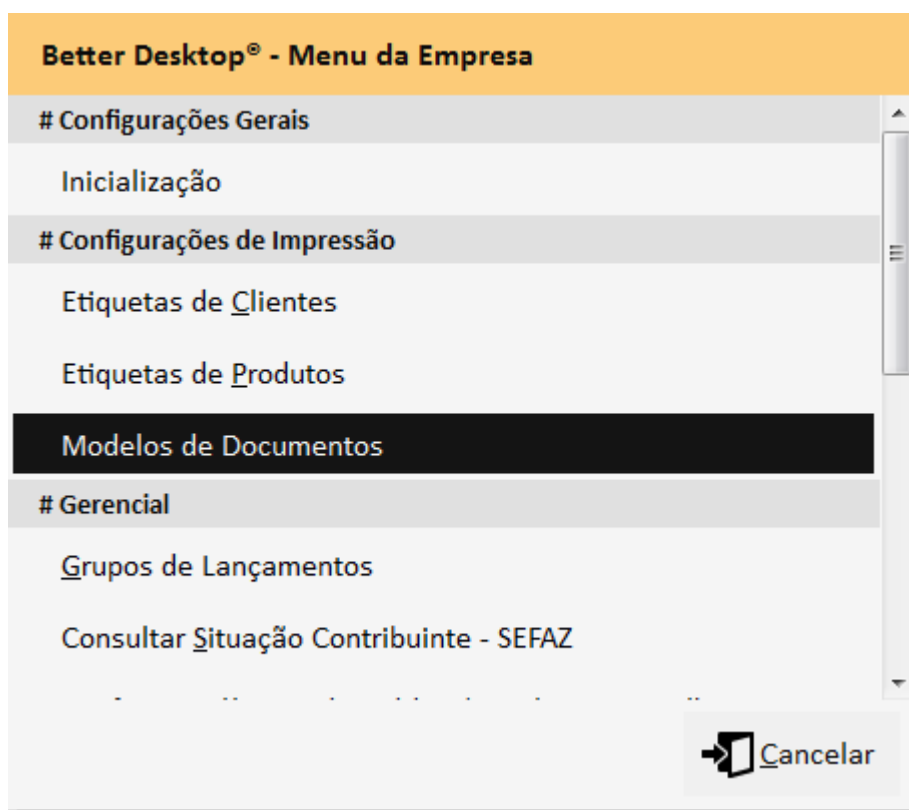 Better Desktop® - Menu da Empresa
# Configurações Gerais
Inicialização
# Configurações de Impressão
Etiquetas de Clientes
Etiquetas de Produtos
Modelos de Documentos
# Gerencial
Grupos de Lançamentos
Consultar Situação Contribuinte - SEFAZ
Cancelar